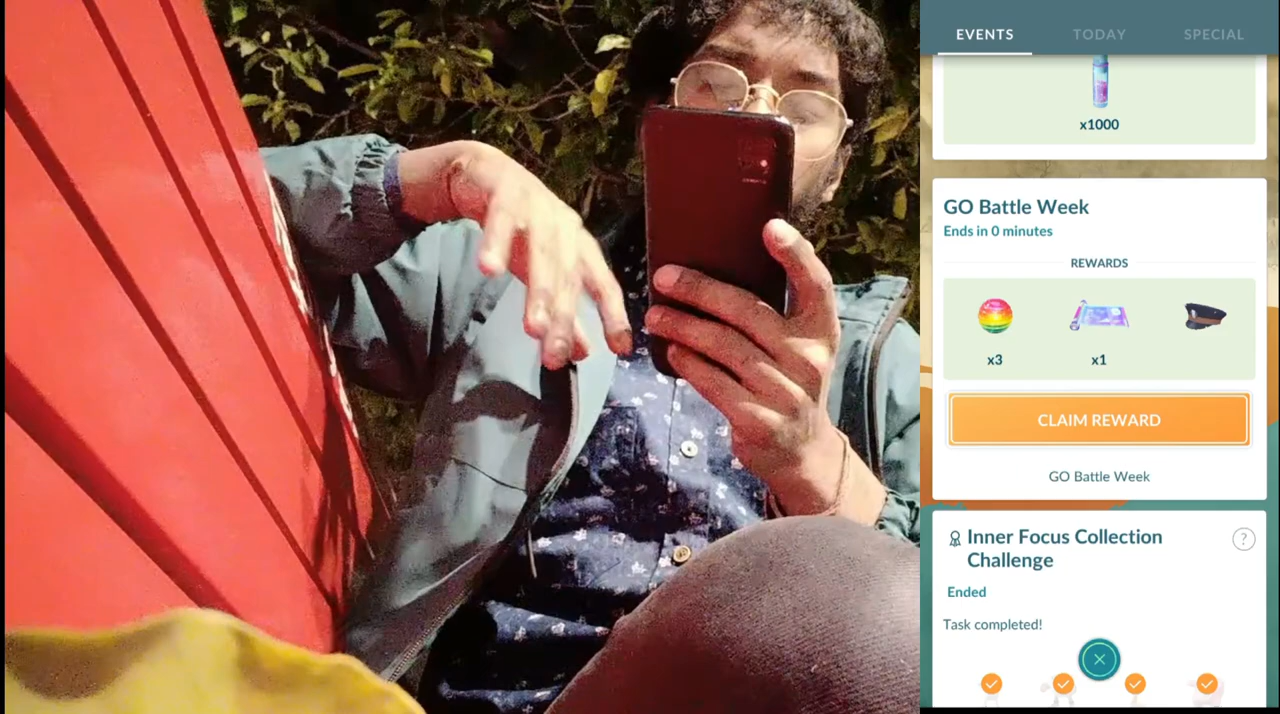 EVENTS TODAY SPECIAL
x1000
GO Battle Week
Ends in 0 minutes
REWARDS
x3 x1
CLAIM REWARD
GO Battle Week
Inner Focus Collection ?
Challenge
Ended
Task completed!